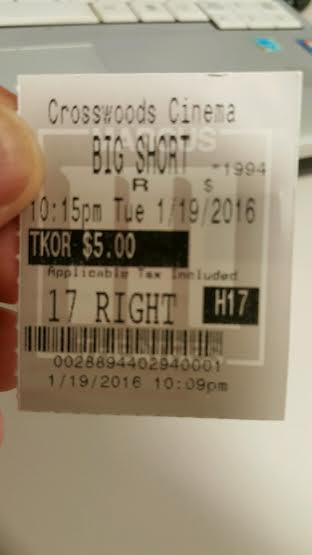 Crosswoods Cinema
MARCUS
BIG SHORT -1994
R $
10:15pm Tue 1/19/2016
TKOR $5.00
Applicable Tax Included
17 RIGHT H17
0028894402940001
1/19/2016 10:09pm